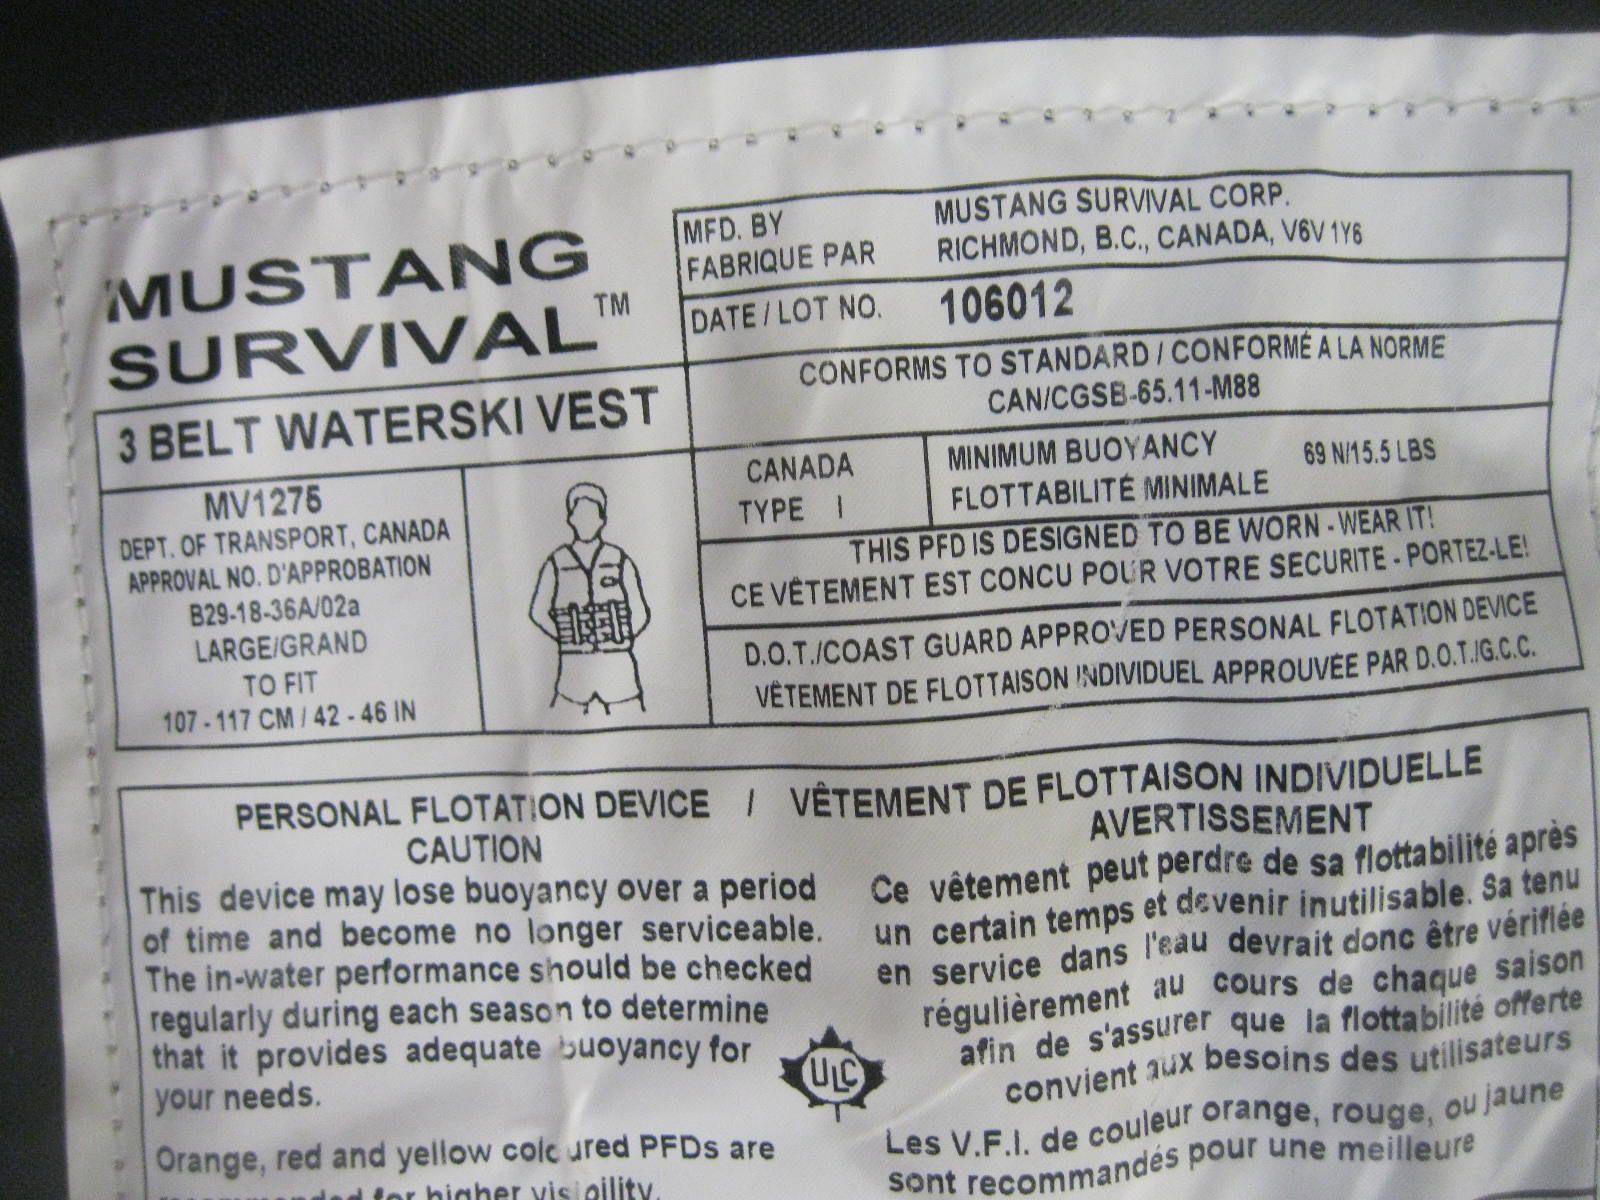 MUSTANG
SURVIVAL™
3 BELT WATERSKI VEST
MV1275
DEPT. OF TRANSPORT, CANADA
APPROVAL NO. D'APPROBATION
B29-18-36A/02a
LARGE/GRAND
TO FIT
107 - 117 CM / 42 - 46 IN
MFD. BY MUSTANG SURVIVAL CORP.
FABRIQUE PAR RICHMOND, B.C., CANADA, V6V 1Y6
DATE / LOT NO. 106012
CONFORMS TO STANDARD / CONFORMÉ A LA NORME
CAN/CGSB-65.11-M88
CANADA
TYPE I
MINIMUM BUOYANCY 69 N/15.5 LBS
FLOTTABILITÉ MINIMALE
THIS PFD IS DESIGNED TO BE WORN - WEAR IT!
CE VÊTEMENT EST CONCU POUR VOTRE SECURITE - PORTEZ-LE!
D.O.T./COAST GUARD APPROVED PERSONAL FLOTATION DEVICE
VÊTEMENT DE FLOTTAISON INDIVIDUEL APPROUVÉE PAR D.O.T./G.C.C.
PERSONAL FLOTATION DEVICE / VÊTEMENT DE FLOTTAISON INDIVIDUELLE
CAUTION
This device may lose buoyancy over a period
of time and become no longer serviceable.
The in-water performance should be checked
regularly during each season to determine
that it provides adequate buoyancy for
your needs.
Orange, red and yellow coloured PFDs are
recommended for higher visibility.
ULC
AVERTISSEMENT
Ce vêtement peut perdre de sa flottabilité après
un certain temps et devenir inutilisable. Sa tenu
en service dans l'eau devrait donc être vérifiée
régulièrement au cours de chaque saison
afin de s'assurer que la flottabilité offerte
convient aux besoins des utilisateurs
Les V.F.I. de couleur orange, rouge, ou jaune
sont recommandés pour une meilleure